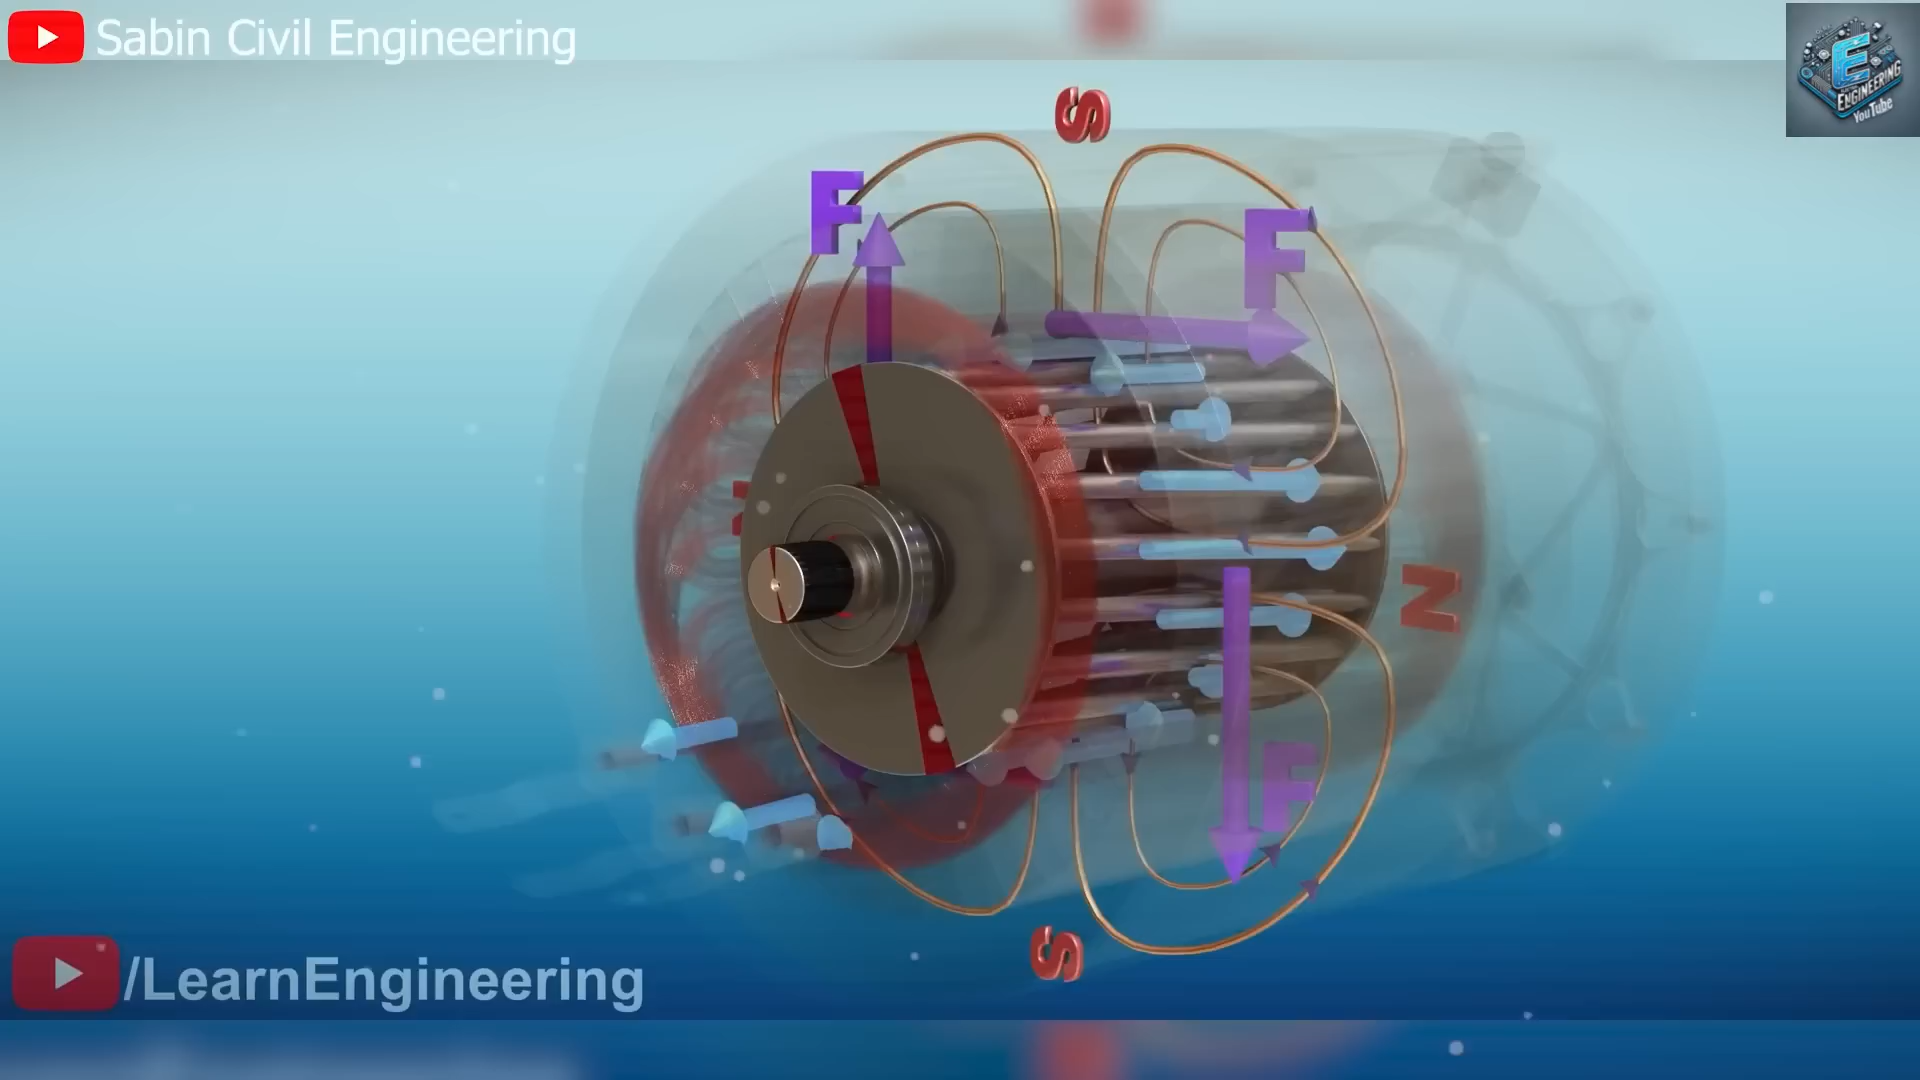 Sabin Civil Engineering
E
ENGINEERING
YouTube
S
F
F
N
F
S
/LearnEngineering